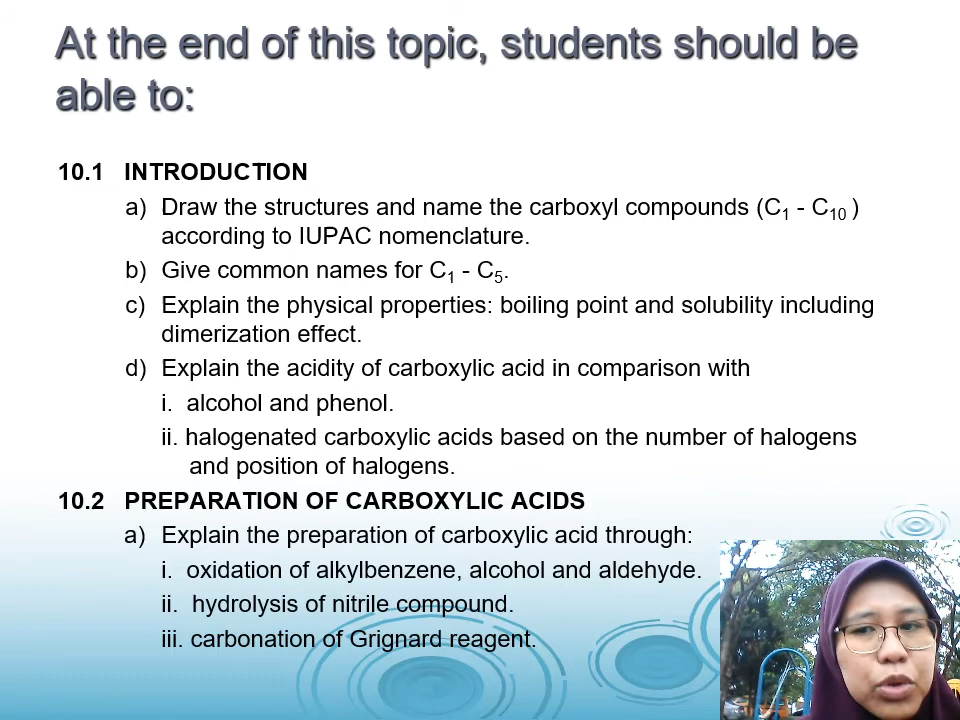 At the end of this topic, students should be
able to:
10.1 INTRODUCTION
a) Draw the structures and name the carboxyl compounds (C₁ - C₁₀ )
according to IUPAC nomenclature.
b) Give common names for C₁ - C₅.
c) Explain the physical properties: boiling point and solubility including
dimerization effect.
d) Explain the acidity of carboxylic acid in comparison with
i. alcohol and phenol.
ii. halogenated carboxylic acids based on the number of halogens
and position of halogens.
10.2 PREPARATION OF CARBOXYLIC ACIDS
a) Explain the preparation of carboxylic acid through:
i. oxidation of alkylbenzene, alcohol and aldehyde.
ii. hydrolysis of nitrile compound.
iii. carbonation of Grignard reagent.